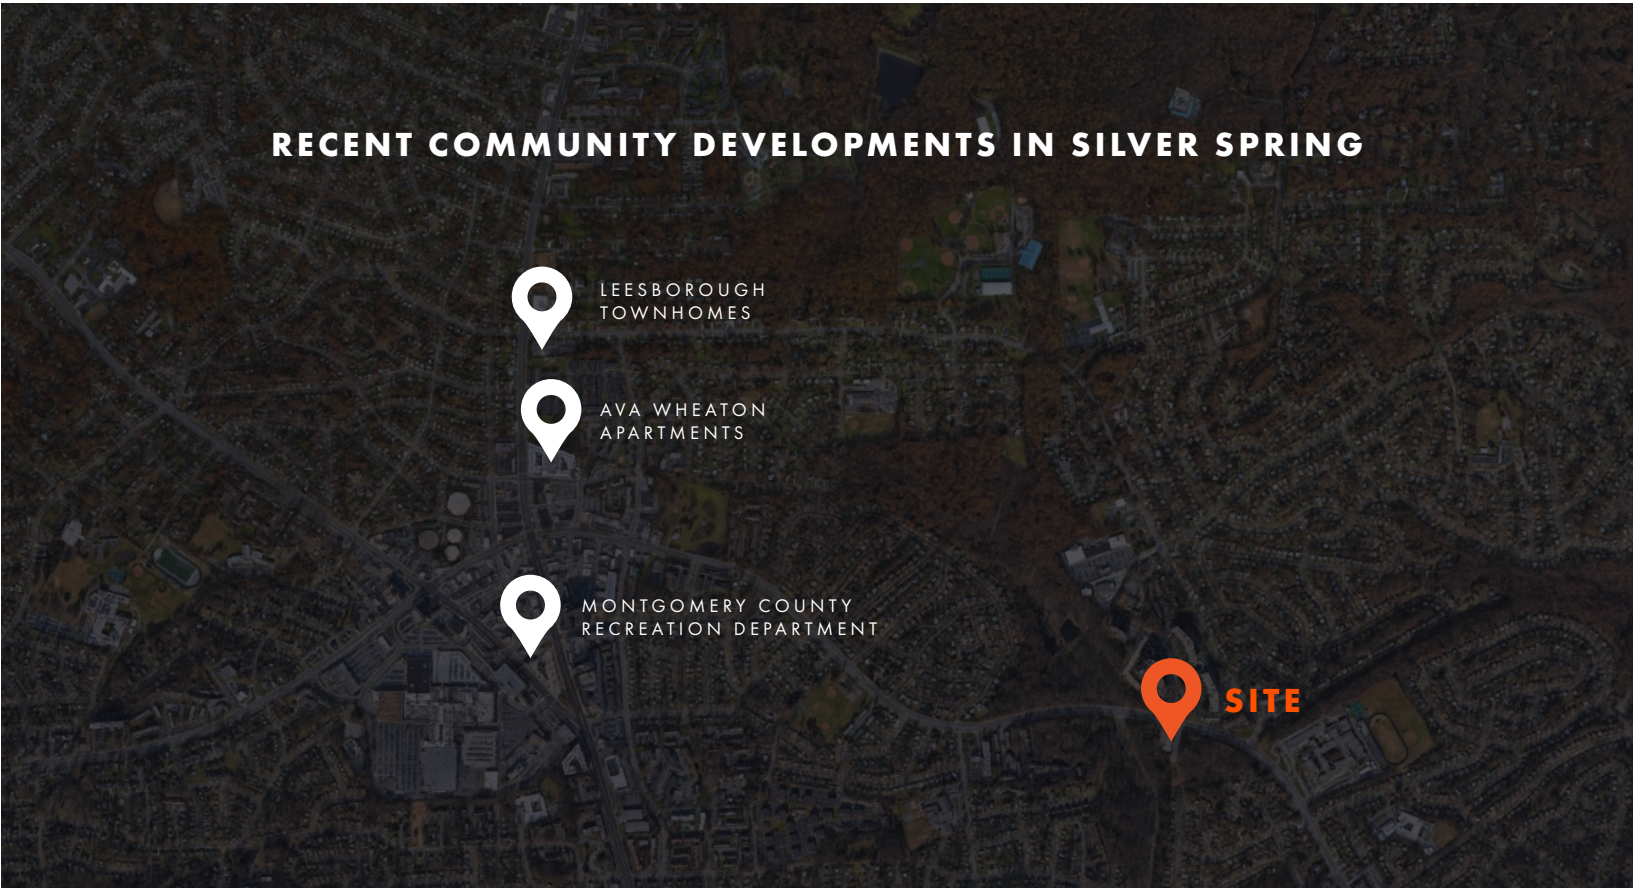 RECENT COMMUNITY DEVELOPMENTS IN SILVER SPRING
LEESBOROUGH
TOWNHOMES
AVA WHEATON
APARTMENTS
MONTGOMERY COUNTY
RECREATION DEPARTMENT
SITE